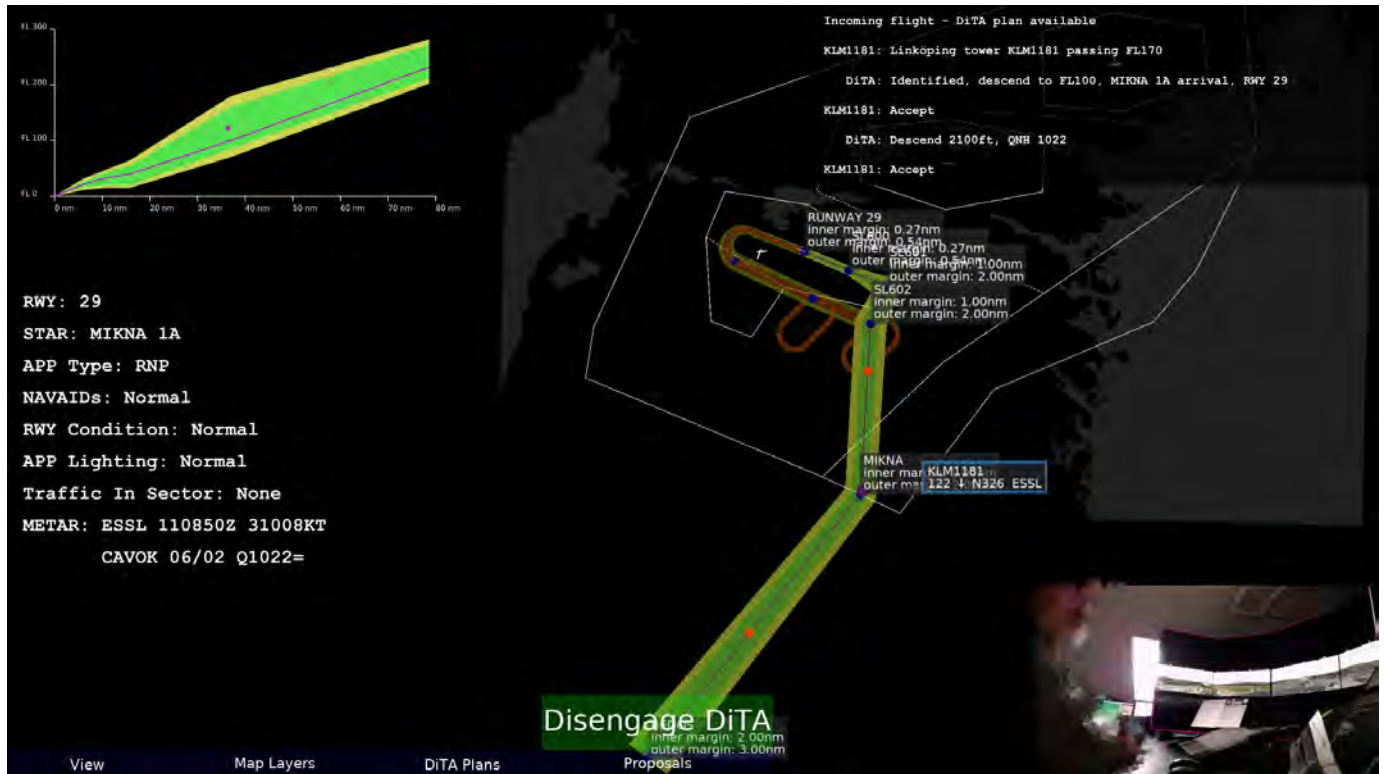 FL 300
FL 200
FL 100
FL 0
0 nm 10 nm 20 nm 30 nm 40 nm 50 nm 60 nm 70 nm 80 nm
Incoming flight - DiTA plan available
KLM1181: Linköping tower KLM1181 passing FL170
DiTA: Identified, descend to FL100, MIKNA 1A arrival, RWY 29
KLM1181: Accept
DiTA: Descend 2100ft, QNH 1022
KLM1181: Accept
RUNWAY 29
inner margin: 0.27nm
outer margin: 0.54nm
SL600
inner margin: 0.27nm
outer margin: 0.54nm
SL601
inner margin: 1.00nm
outer margin: 2.00nm
SL602
inner margin: 1.00nm
outer margin: 2.00nm
RWY: 29
STAR: MIKNA 1A
APP Type: RNP
NAVAIDs: Normal
RWY Condition: Normal
APP Lighting: Normal
Traffic In Sector: None
METAR: ESSL 110850Z 31008KT
CAVOK 06/02 Q1022=
MIKNA
inner mar
outer mar
KLM1181
122 ↓ N326 ESSL
Disengage DiTA
inner margin: 2.00nm
outer margin: 3.00nm
View Map Layers DiTA Plans Proposals